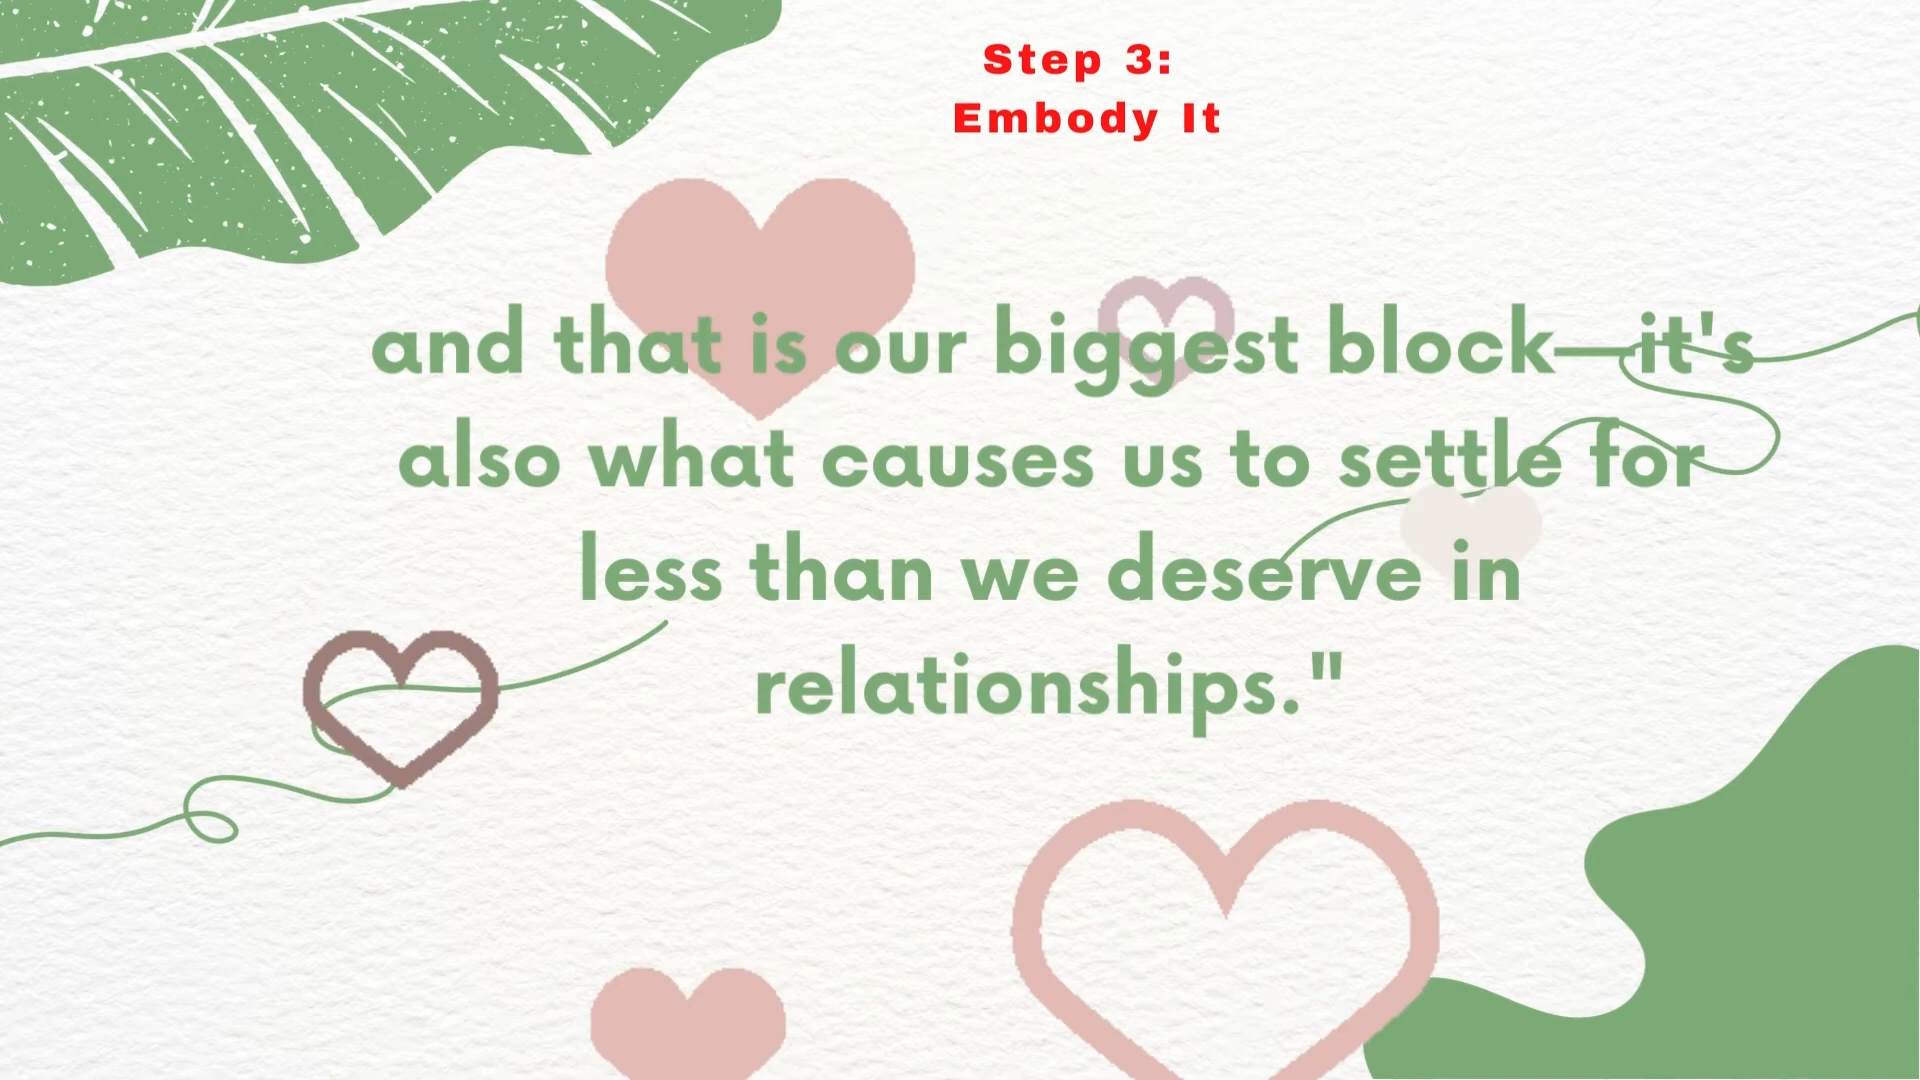 Step 3:
Embody It
and that is our biggest block—it's
also what causes us to settle for
less than we deserve in
relationships."